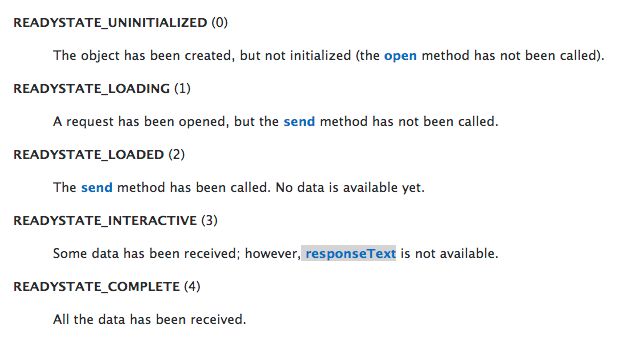 READYSTATE_UNINITIALIZED (0)
The object has been created, but not initialized (the open method has not been called).
READYSTATE_LOADING (1)
A request has been opened, but the send method has not been called.
READYSTATE_LOADED (2)
The send method has been called. No data is available yet.
READYSTATE_INTERACTIVE (3)
Some data has been received; however, responseText is not available.
READYSTATE_COMPLETE (4)
All the data has been received.